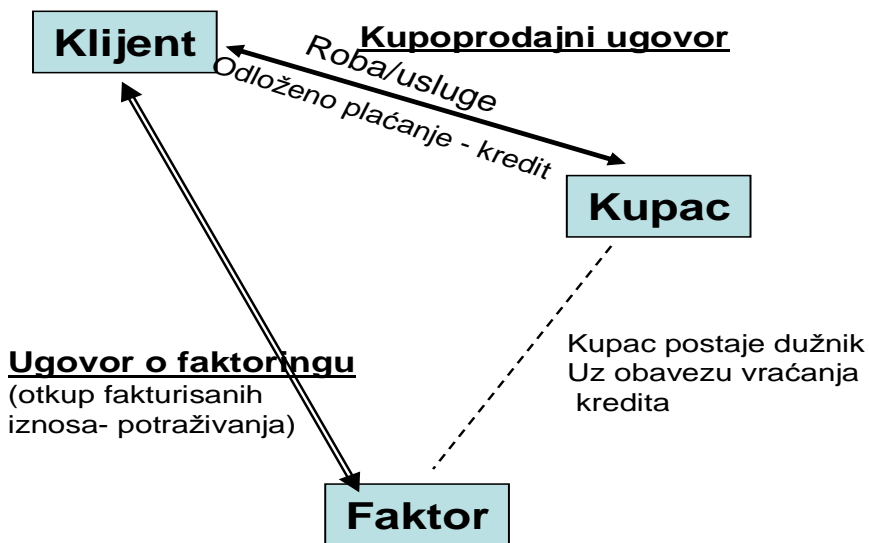 Klijent
Kupoprodajni ugovor
Roba/usluge
Odloženo plaćanje - kredit
Kupac
Ugovor o faktoringu
(otkup fakturisanih
iznosa- potraživanja)
Kupac postaje dužnik
Uz obavezu vraćanja
kredita
Faktor